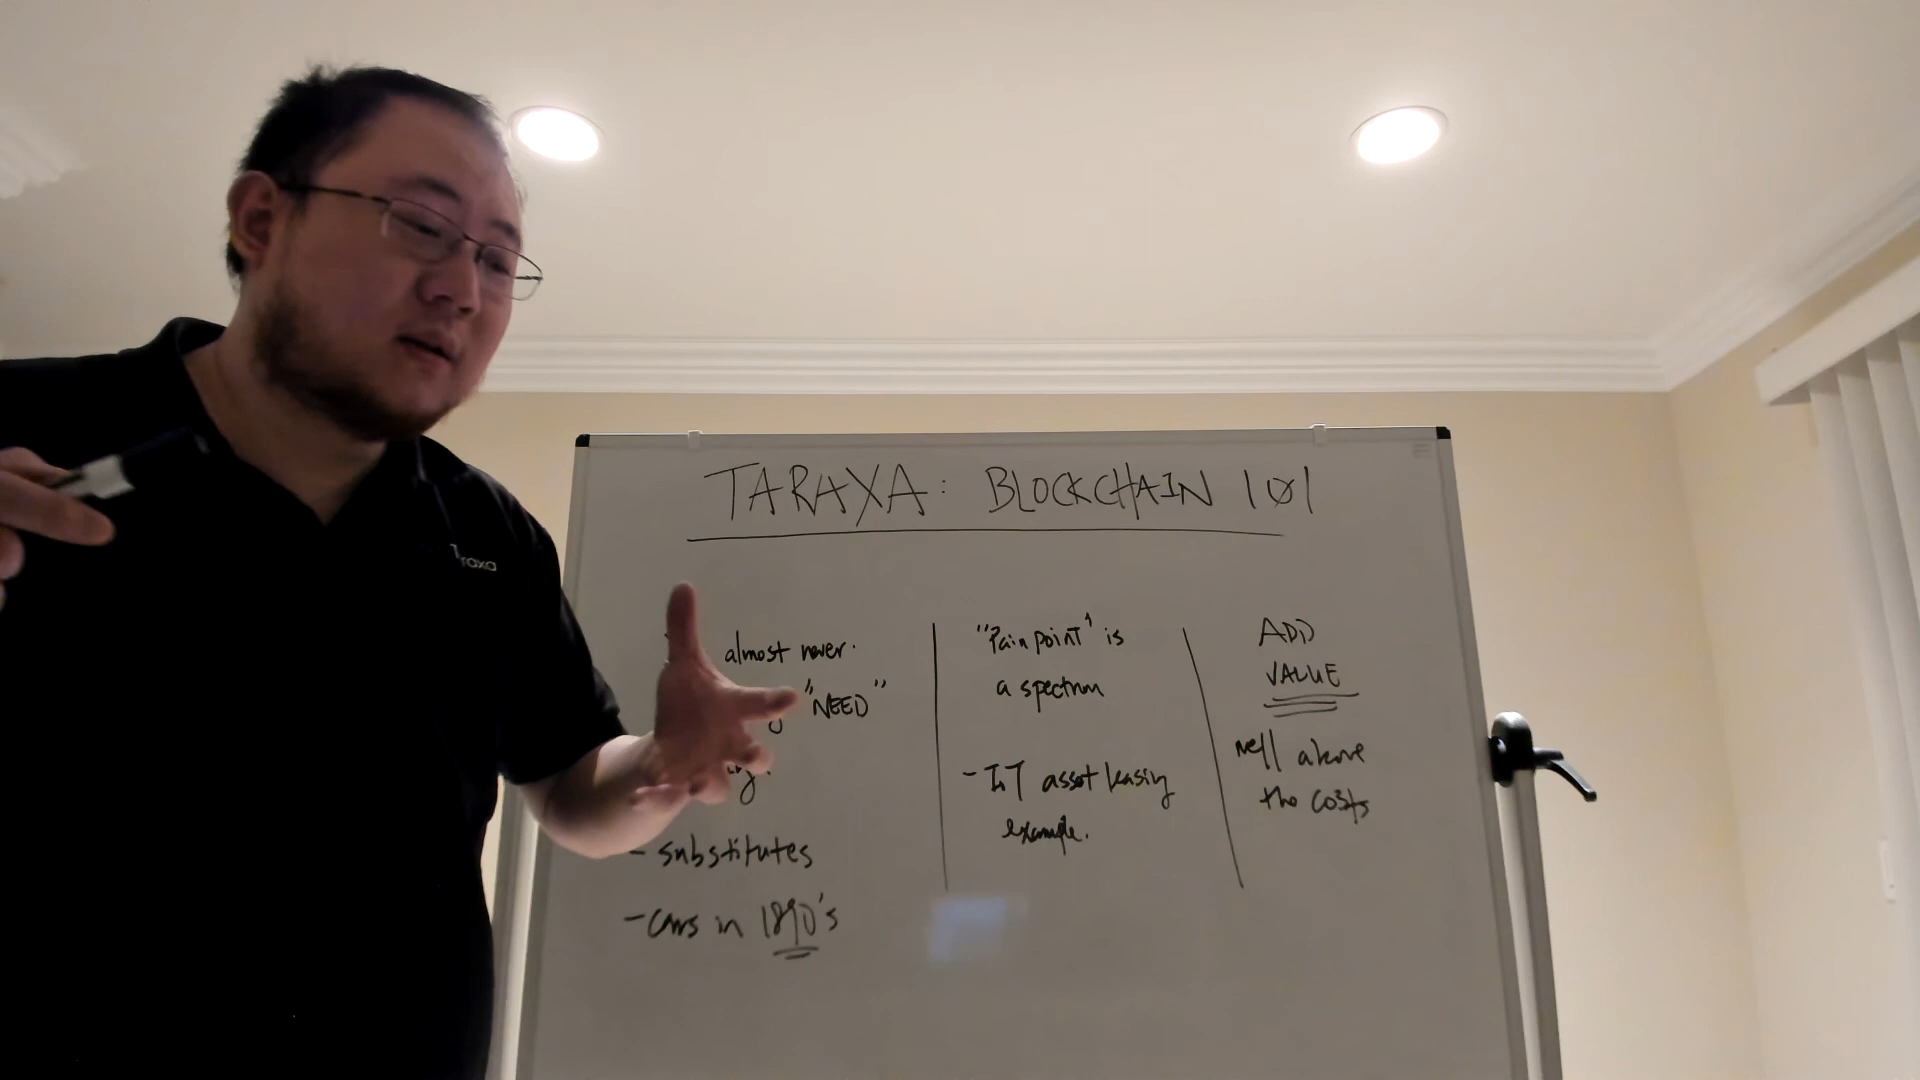 TARAXA: BLOCKCHAIN 101
almost never.
"NEED"
- substitutes
- cars in 1890's
"Pain point" is
a spectrum
- IoT asset leasing
example.
ADD
VALUE
well above
the costs
Taraxa